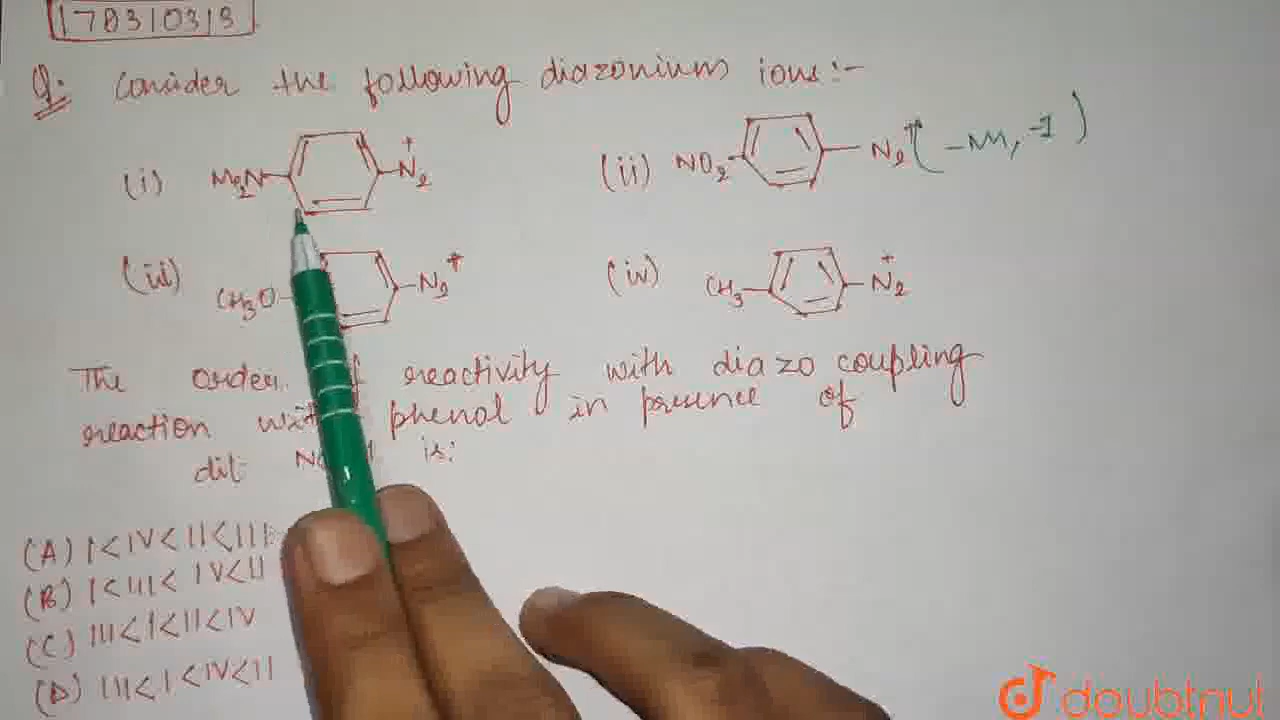 17831031３
Q: Consider the following diazonium ions:-
(i) Me2N N2+ (ii) NO2 N2+ (-M, -I)
(iii) CH3O N2+ (iv) CH3 N2+
The order reactivity with diazo coupling
reaction phenol in presence of
dil is:
(A) I<IV<II<III
(B) I<III<IV<II
(C) III<I<II<IV
(D) III<I<IV<II
doubtnut